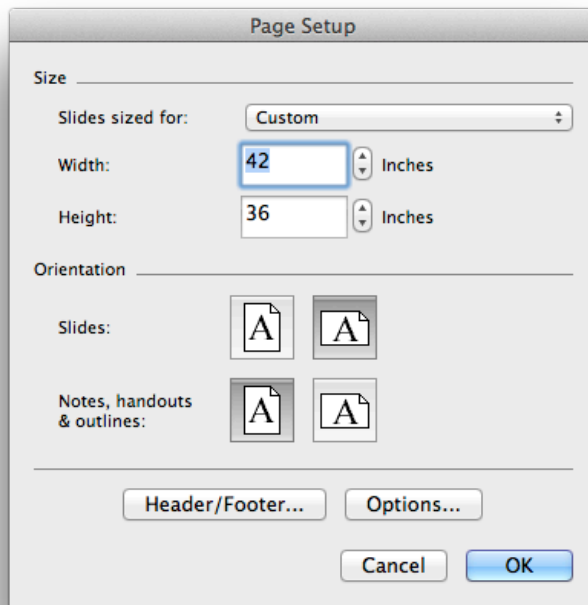 Page Setup
Size
Slides sized for: Custom
Width: 42 Inches
Height: 36 Inches
Orientation
Slides: A A
Notes, handouts
& outlines: A A
Header/Footer... Options...
Cancel OK